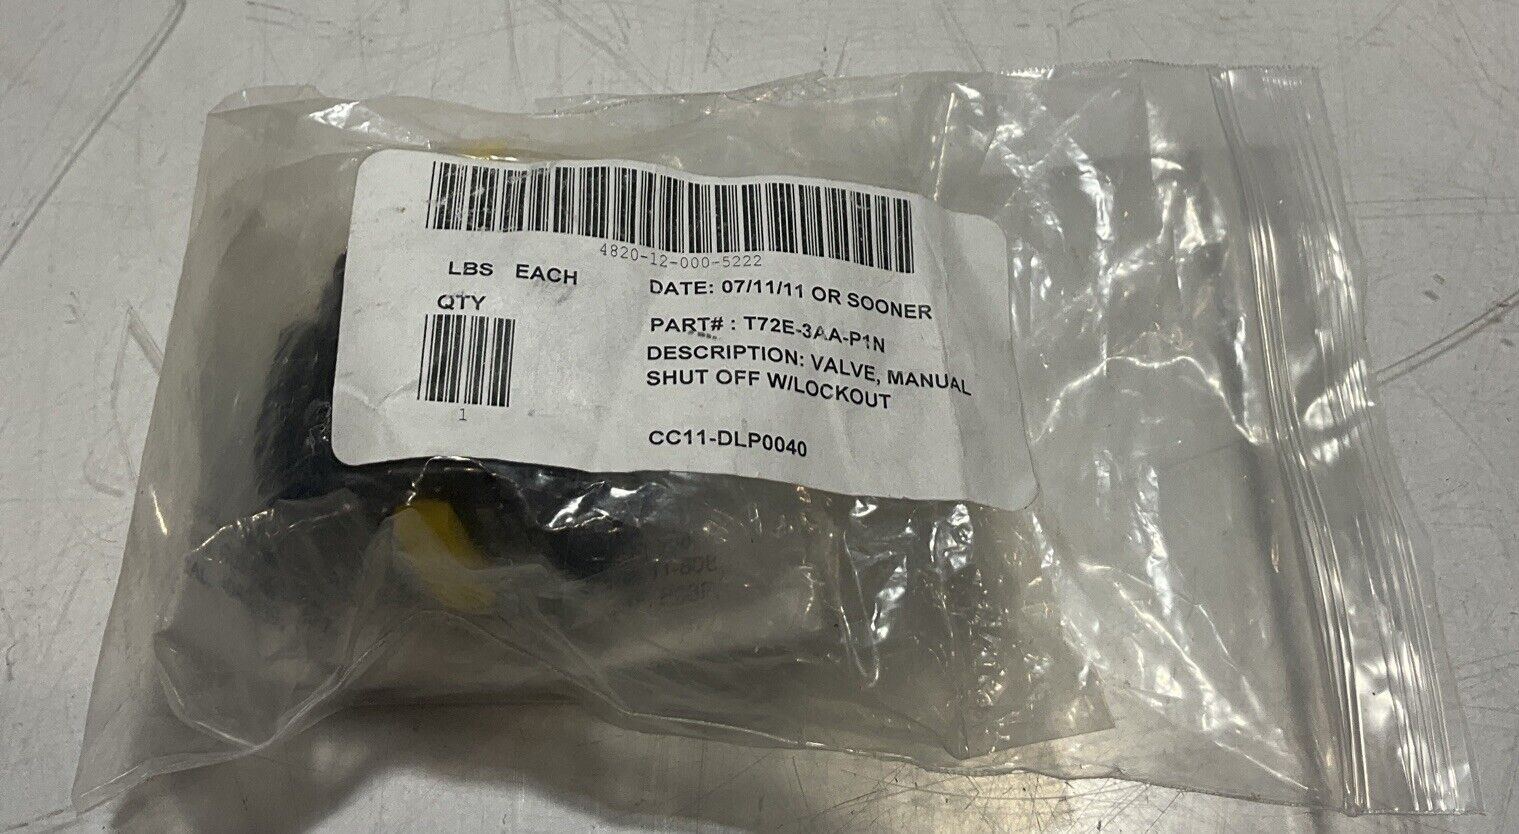 4820-12-000-5222
LBS EACH
QTY
1
DATE: 07/11/11 OR SOONER
PART# : T72E-3AA-P1N
DESCRIPTION: VALVE, MANUAL
SHUT OFF W/LOCKOUT
CC11-DLP0040